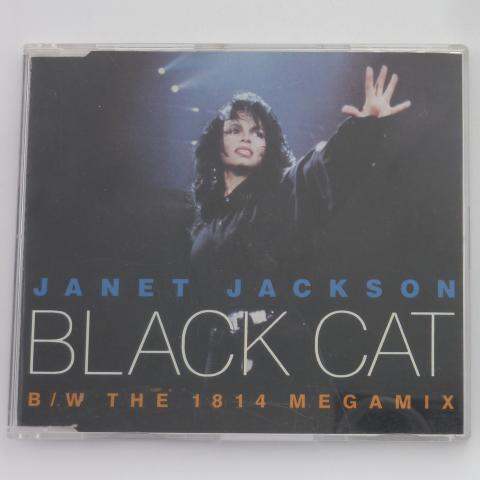 JANET JACKSON
BLACK CAT
B/W THE 1814 MEGAMIX